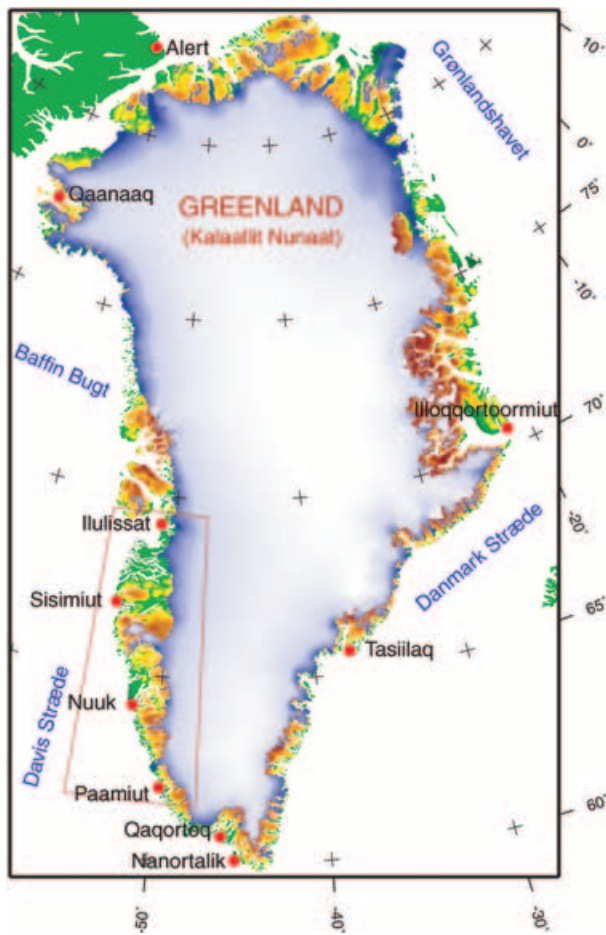 Alert
Grønlandshavet
10°
0°
Qaanaaq
75°
GREENLAND
(Kalaallit Nunaat)
-10°
Baffin Bugt
Illoqqortoormiut
70°
Ilulissat
-20°
Danmark Stræde
Sisimiut
65°
Tasiilaq
Nuuk
Davis Stræde
Paamiut
60°
Qaqortoq
Nanortalik
-50°
-40°
-30°